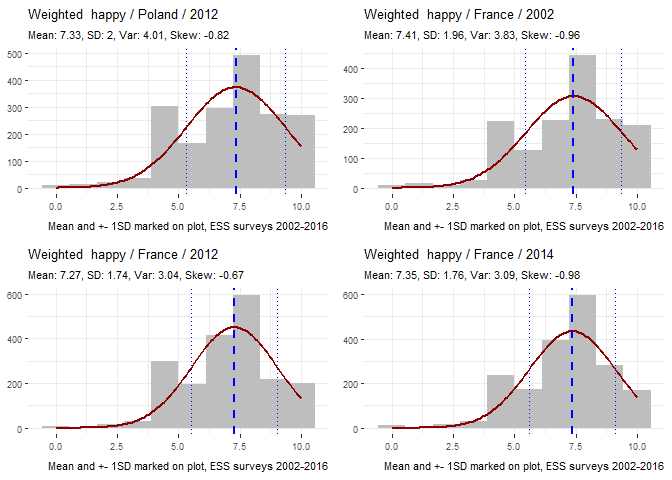 Weighted  happy / Poland / 2012
Mean: 7.33, SD: 2, Var: 4.01, Skew: -0.82
500
400
300
200
100
0
0.0 2.5 5.0 7.5 10.0
Mean and +- 1SD marked on plot, ESS surveys 2002-2016
Weighted  happy / France / 2002
Mean: 7.41, SD: 1.96, Var: 3.83, Skew: -0.96
400
300
200
100
0
0.0 2.5 5.0 7.5 10.0
Mean and +- 1SD marked on plot, ESS surveys 2002-2016
Weighted  happy / France / 2012
Mean: 7.27, SD: 1.74, Var: 3.04, Skew: -0.67
600
400
200
0
0.0 2.5 5.0 7.5 10.0
Mean and +- 1SD marked on plot, ESS surveys 2002-2016
Weighted  happy / France / 2014
Mean: 7.35, SD: 1.76, Var: 3.09, Skew: -0.98
600
400
200
0
0.0 2.5 5.0 7.5 10.0
Mean and +- 1SD marked on plot, ESS surveys 2002-2016